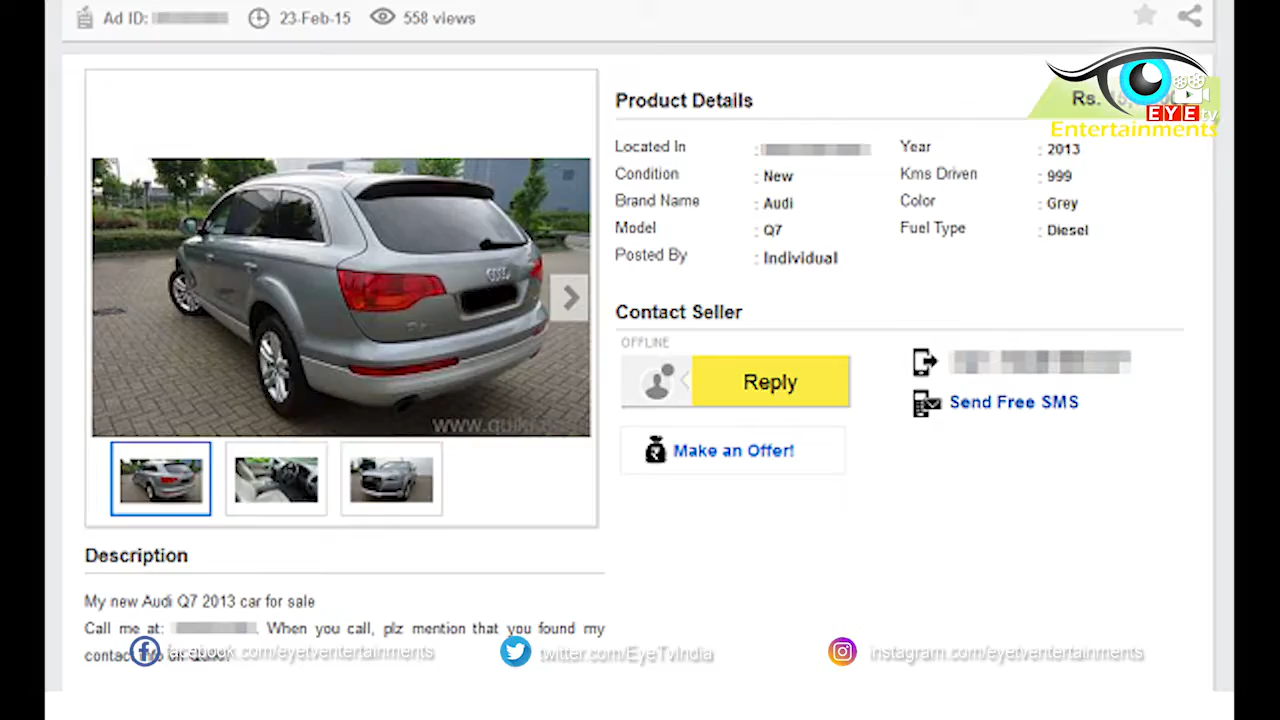 Ad ID:
23-Feb-15
558 views
EYE tv
Entertainments
Product Details
Rs.
Located In :
Year : 2013
Condition : New
Kms Driven : 999
Brand Name : Audi
Color : Grey
Model : Q7
Fuel Type : Diesel
Posted By : Individual
Contact Seller
OFFLINE
Reply
Send Free SMS
Make an Offer!
Description
My new Audi Q7 2013 car for sale
Call me at: . When you call, plz mention that you found my
contact
facebook.com/eyetventertainments
twitter.com/EyeTvIndia
instagram.com/eyetventertainments